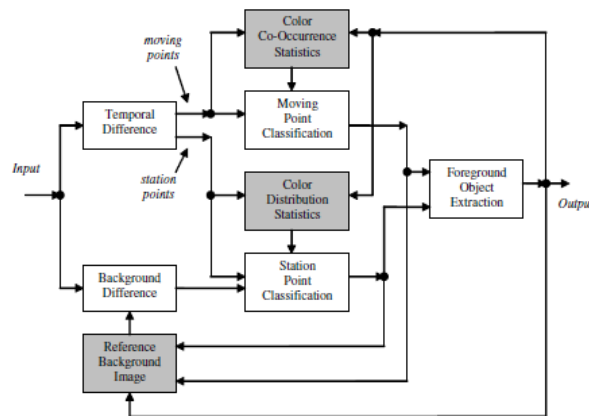 Color
Co-Occurrence
Statistics
moving
points
Temporal
Difference
Moving
Point
Classification
Input
station
points
Color
Distribution
Statistics
Foreground
Object
Extraction
Output
Background
Difference
Station
Point
Classification
Reference
Background
Image